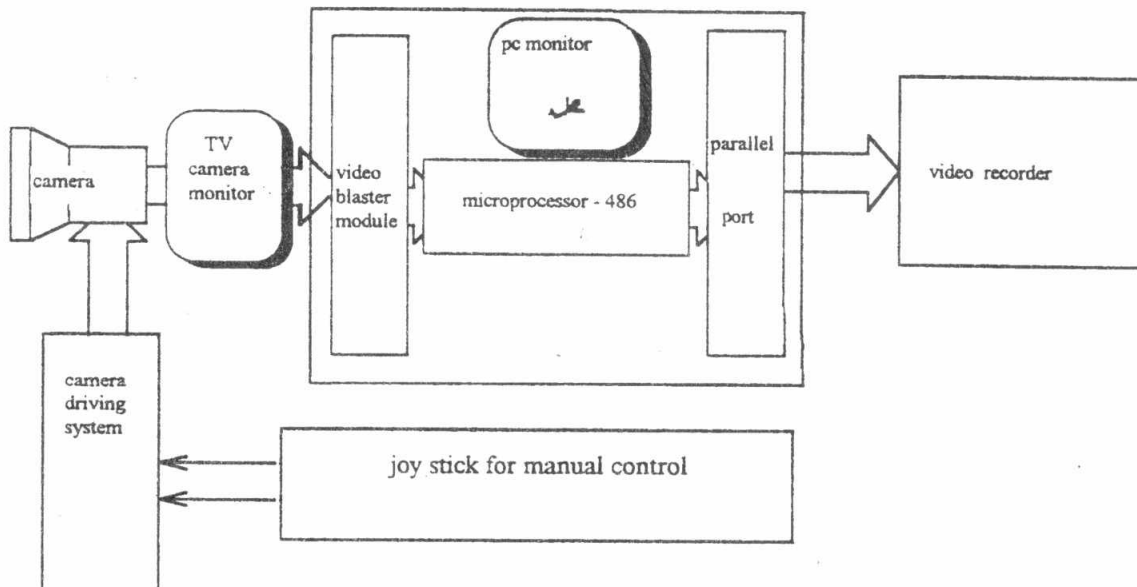 pc monitor
TV
camera
monitor
camera
video
blaster
module
microprocessor - 486
parallel
port
video recorder
camera
driving
system
joy stick for manual control